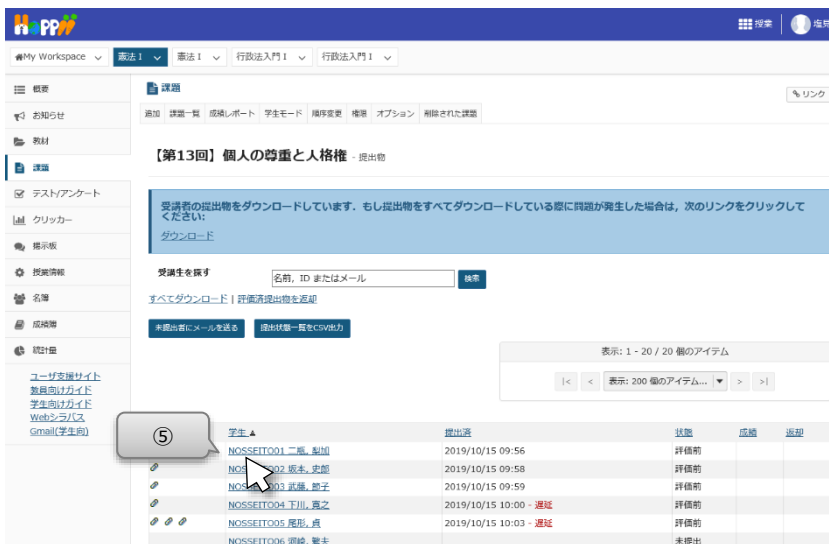 HOPPII
授業
塩見
My Workspace
憲法Ⅰ
憲法Ⅰ
行政法入門Ⅰ
行政法入門Ⅰ
概要
お知らせ
教材
課題
テスト/アンケート
クリッカー
掲示板
授業情報
名簿
成績簿
統計量
ユーザ支援サイト
教員向けガイド
学生向けガイド
Webシラバス
Gmail(学生向)
課題
リンク
追加 課題一覧 成績レポート 学生モード 順序変更 権限 オプション 削除された課題
【第13回】個人の尊重と人格権 - 提出物
受講者の提出物をダウンロードしています. もし提出物をすべてダウンロードしている際に問題が発生した場合は, 次のリンクをクリックして
ください:
ダウンロード
受講生を探す
名前, ID またはメール
検索
すべてダウンロード | 評価済提出物を返却
未提出者にメールを送る
提出状態一覧をCSV出力
表示: 1 - 20 / 20 個のアイテム
|< < 表示: 200 個のアイテム... ▼ > >|
⑤
学生 ▲ 提出済 状態 成績 返却
NOSSEITO01 二瓶, 梨加 2019/10/15 09:56 評価前
NOSSEITO02 坂本, 史郎 2019/10/15 09:58 評価前
NOSSEITO03 武藤, 節子 2019/10/15 09:59 評価前
NOSSEITO04 下川, 寛之 2019/10/15 10:00 - 遅延 評価前
NOSSEITO05 尾形, 貞 2019/10/15 10:03 - 遅延 評価前
NOSSEITO06 未提出